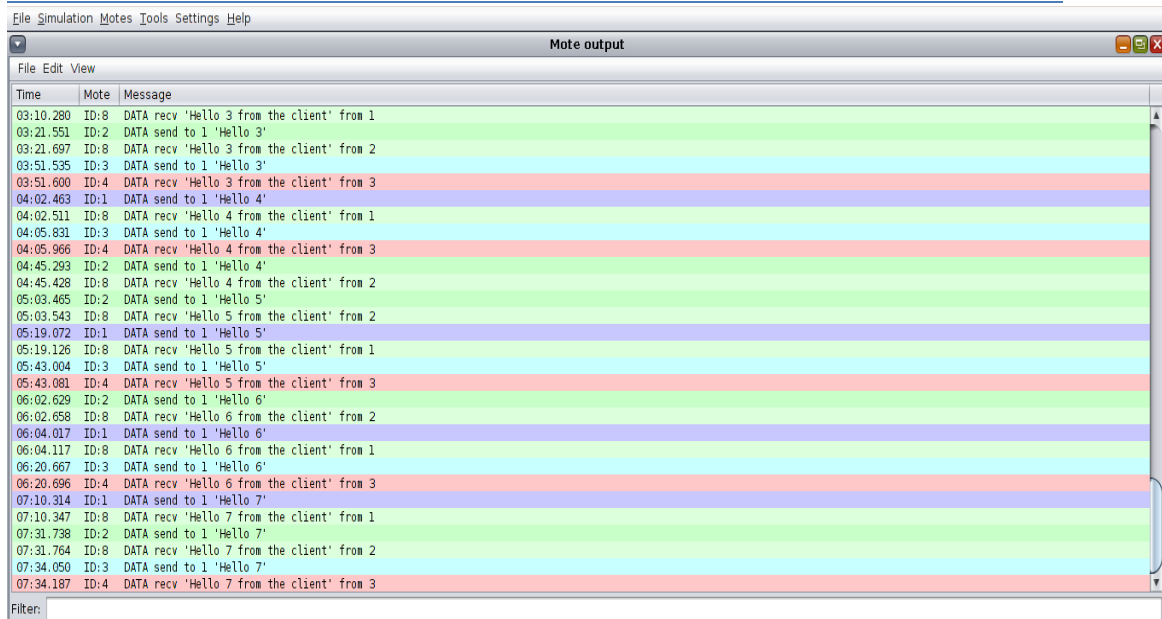 File Simulation Motes Tools Settings Help
Mote output
File Edit View
Time Mote Message
03:10.280 ID:8 DATA recv 'Hello 3 from the client' from 1
03:21.551 ID:2 DATA send to 1 'Hello 3'
03:21.697 ID:8 DATA recv 'Hello 3 from the client' from 2
03:51.535 ID:3 DATA send to 1 'Hello 3'
03:51.600 ID:4 DATA recv 'Hello 3 from the client' from 3
04:02.463 ID:1 DATA send to 1 'Hello 4'
04:02.511 ID:8 DATA recv 'Hello 4 from the client' from 1
04:05.831 ID:3 DATA send to 1 'Hello 4'
04:05.966 ID:4 DATA recv 'Hello 4 from the client' from 3
04:45.293 ID:2 DATA send to 1 'Hello 4'
04:45.428 ID:8 DATA recv 'Hello 4 from the client' from 2
05:03.465 ID:2 DATA send to 1 'Hello 5'
05:03.543 ID:8 DATA recv 'Hello 5 from the client' from 2
05:19.072 ID:1 DATA send to 1 'Hello 5'
05:19.126 ID:8 DATA recv 'Hello 5 from the client' from 1
05:43.004 ID:3 DATA send to 1 'Hello 5'
05:43.081 ID:4 DATA recv 'Hello 5 from the client' from 3
06:02.629 ID:2 DATA send to 1 'Hello 6'
06:02.658 ID:8 DATA recv 'Hello 6 from the client' from 2
06:04.017 ID:1 DATA send to 1 'Hello 6'
06:04.117 ID:8 DATA recv 'Hello 6 from the client' from 1
06:20.667 ID:3 DATA send to 1 'Hello 6'
06:20.696 ID:4 DATA recv 'Hello 6 from the client' from 3
07:10.314 ID:1 DATA send to 1 'Hello 7'
07:10.347 ID:8 DATA recv 'Hello 7 from the client' from 1
07:31.738 ID:2 DATA send to 1 'Hello 7'
07:31.764 ID:8 DATA recv 'Hello 7 from the client' from 2
07:34.050 ID:3 DATA send to 1 'Hello 7'
07:34.187 ID:4 DATA recv 'Hello 7 from the client' from 3
Filter: